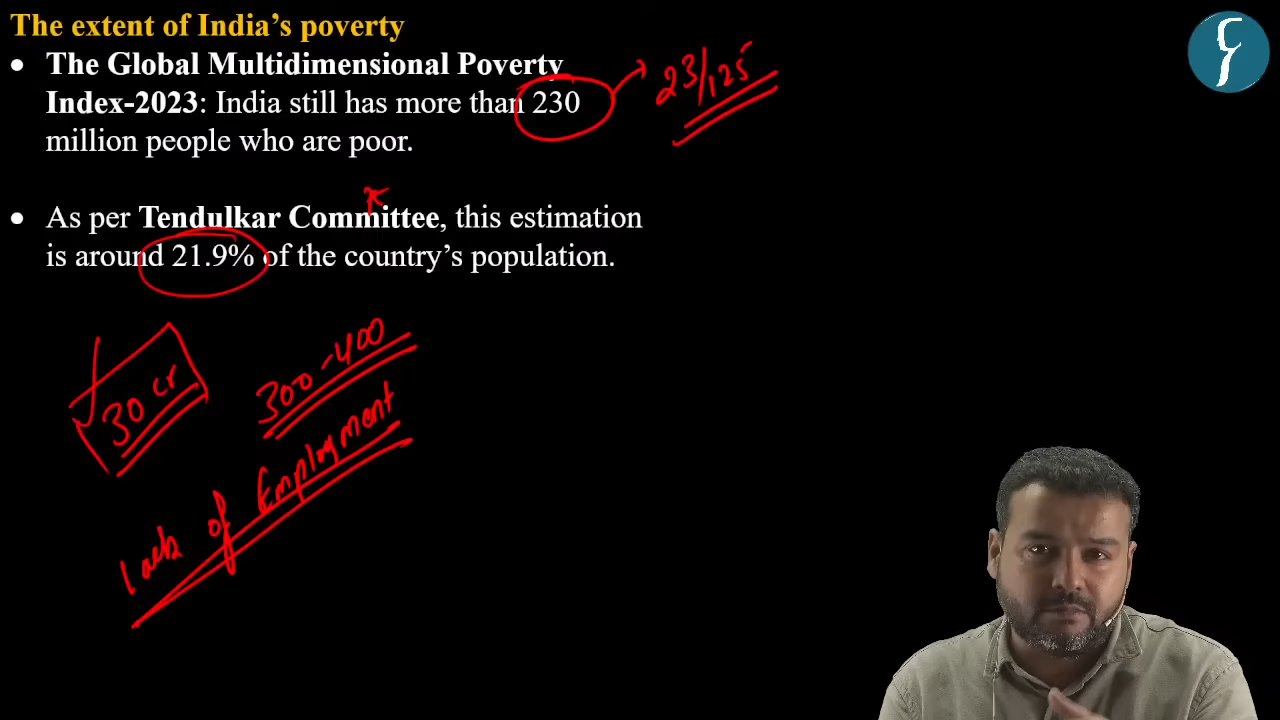 The extent of India's poverty
• The Global Multidimensional Poverty
Index-2023: India still has more than 230
million people who are poor.
23/125
• As per Tendulkar Committee, this estimation
is around 21.9% of the country's population.
30 cr
300-400
Lack of Employment